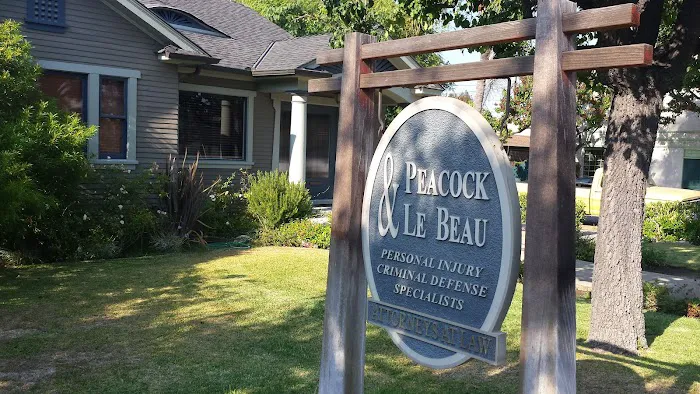 PEACOCK
& LE BEAU
PERSONAL INJURY
CRIMINAL DEFENSE
SPECIALISTS
ATTORNEYS AT LAW